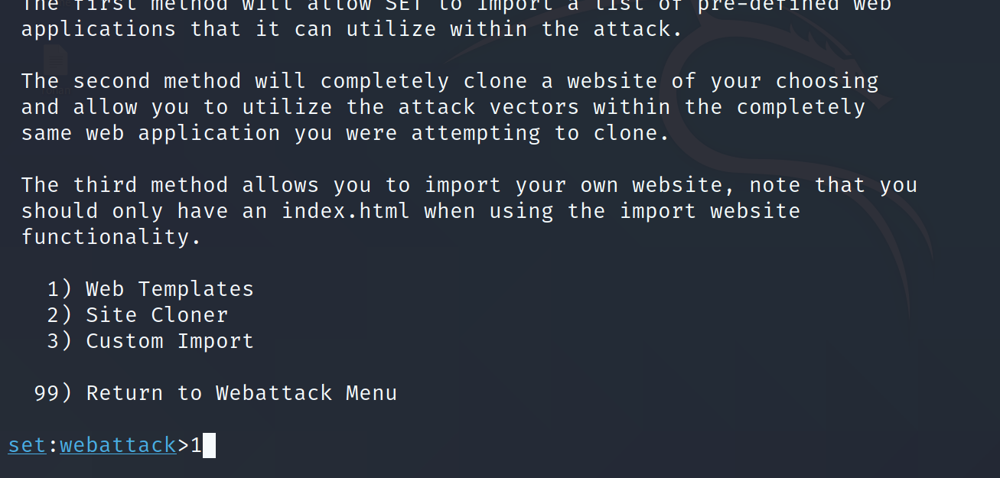 The first method will allow SET to import a list of pre-defined web
applications that it can utilize within the attack.
The second method will completely clone a website of your choosing
and allow you to utilize the attack vectors within the completely
same web application you were attempting to clone.
The third method allows you to import your own website, note that you
should only have an index.html when using the import website
functionality.
1) Web Templates
2) Site Cloner
3) Custom Import
99) Return to Webattack Menu
set:webattack>1